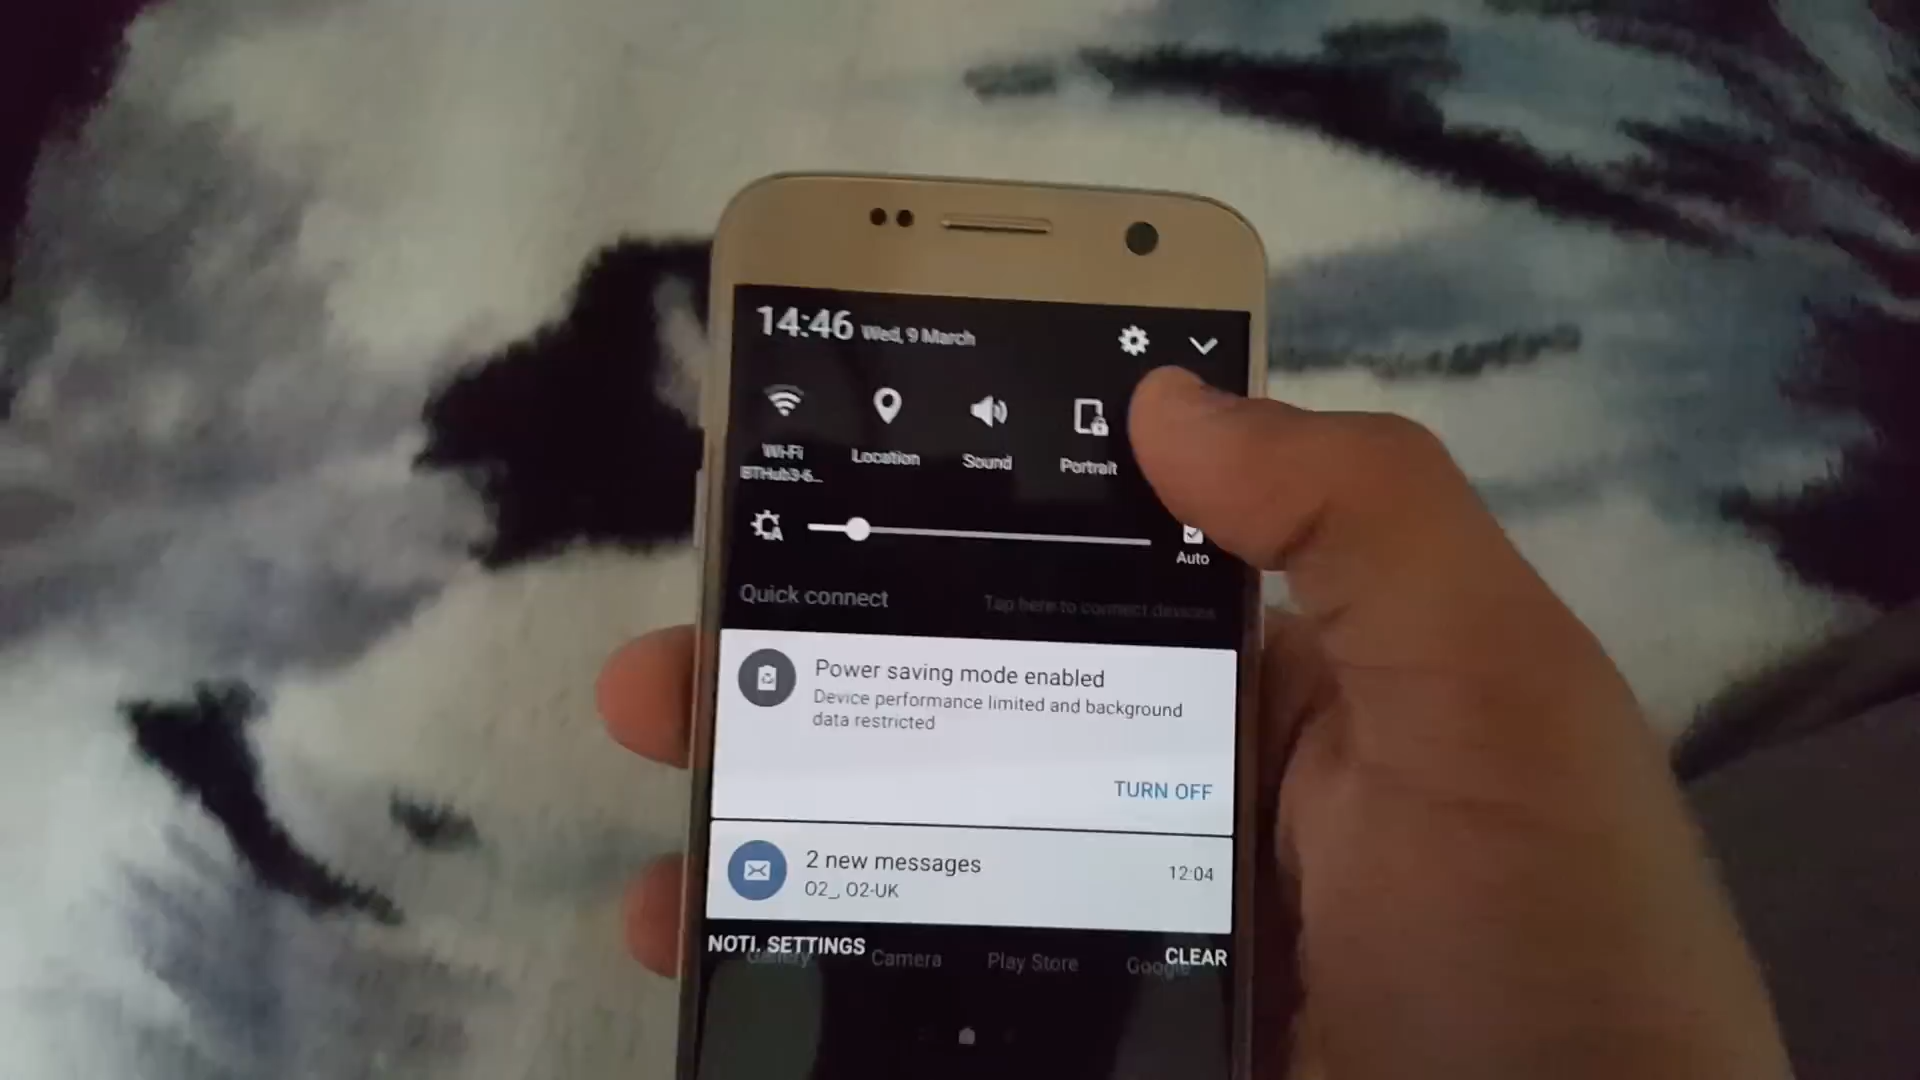 14:46 Wed, 9 March
Wi-Fi
BTHub3-6...
Location
Sound
Portrait
Auto
Quick connect
Tap here to connect devices
Power saving mode enabled
Device performance limited and background
data restricted
TURN OFF
2 new messages
12:04
O2_, O2-UK
NOTI. SETTINGS
CLEAR
Gallery
Camera
Play Store
Google